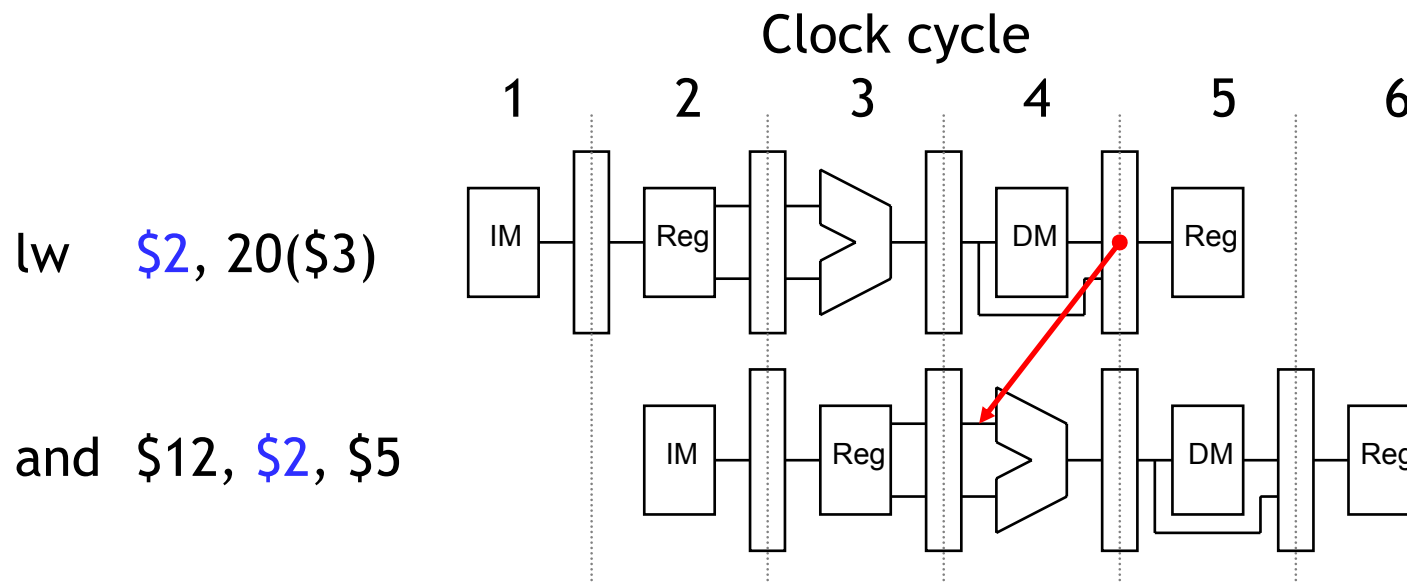 Clock cycle
1 2 3 4 5 6
IM Reg DM Reg
lw $2, 20($3)
IM Reg DM Reg
and $12, $2, $5